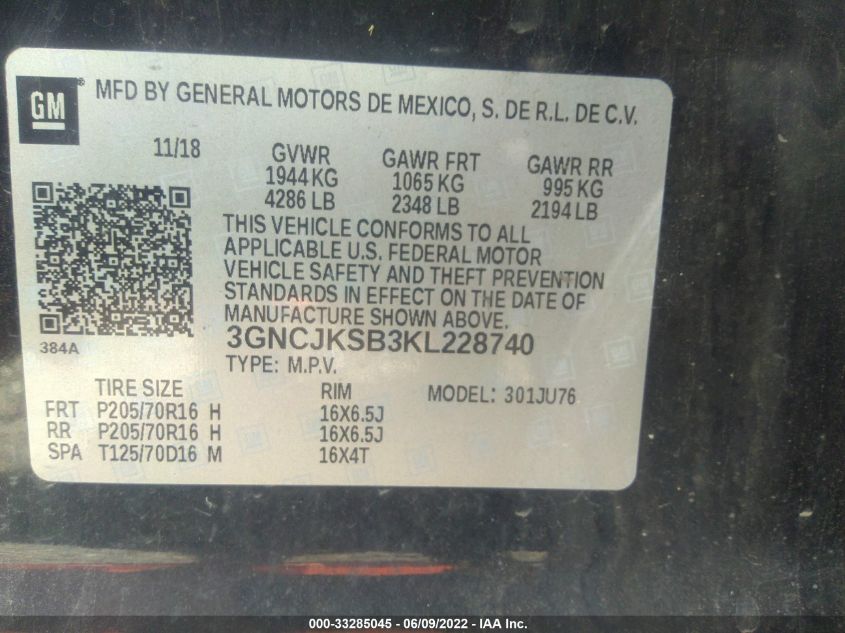 GM ® MFD BY GENERAL MOTORS DE MEXICO, S. DE R.L. DE C.V.
11/18 GVWR GAWR FRT GAWR RR
1944 KG 1065 KG 995 KG
4286 LB 2348 LB 2194 LB
THIS VEHICLE CONFORMS TO ALL
APPLICABLE U.S. FEDERAL MOTOR
VEHICLE SAFETY AND THEFT PREVENTION
STANDARDS IN EFFECT ON THE DATE OF
MANUFACTURE SHOWN ABOVE.
384A
3GNCJKSB3KL228740
TYPE: M.P.V.
TIRE SIZE RIM MODEL: 301JU76
FRT P205/70R16 H 16X6.5J
RR P205/70R16 H 16X6.5J
SPA T125/70D16 M 16X4T
000-33285045 - 06/09/2022 - IAA Inc.